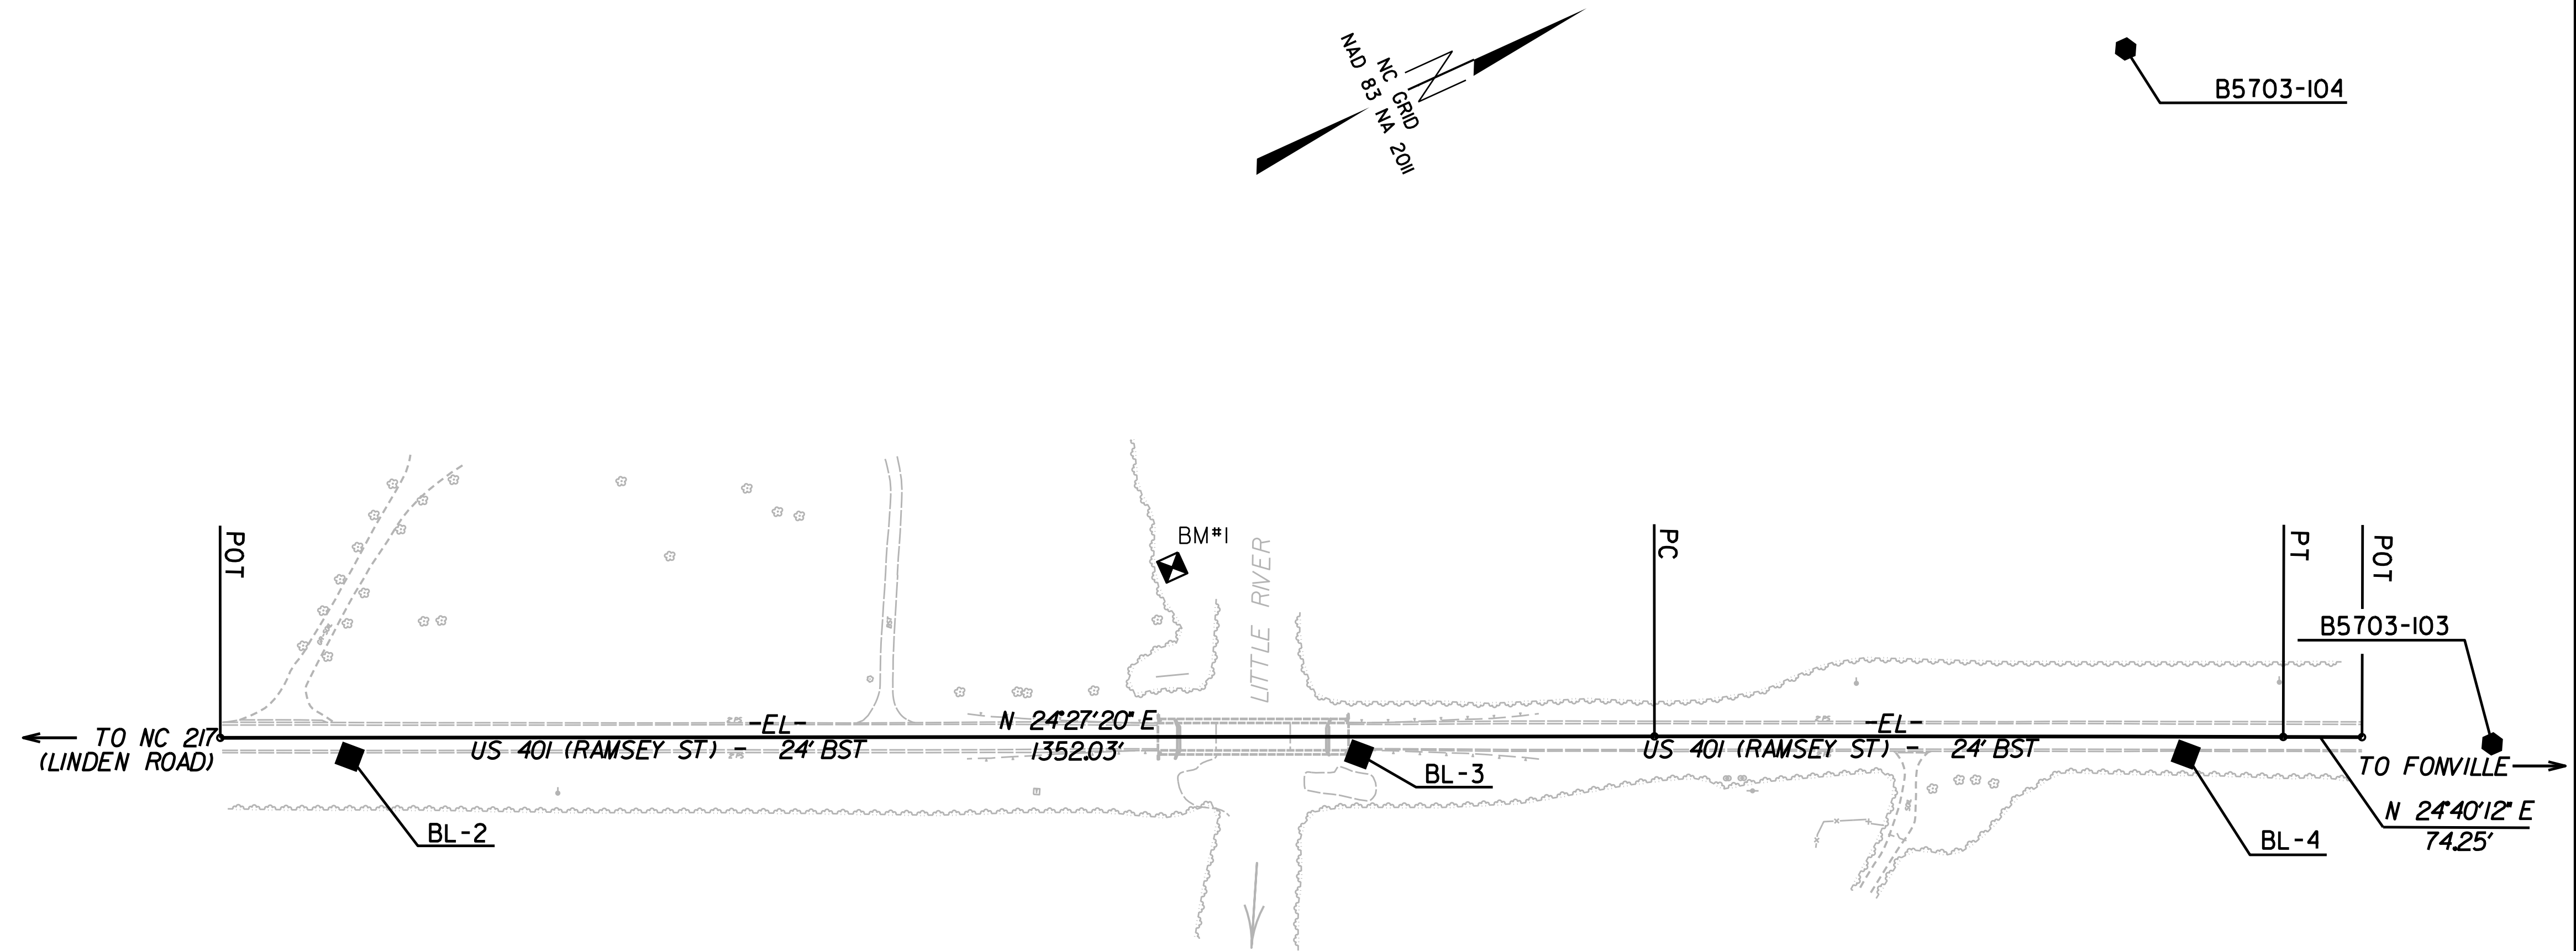 NC GRID
NAD 83 NA 2011
B5703-104
BM#1
LITTLE RIVER
POT
PC
PT
POT
B5703-103
BST
-EL-
N 24°27'20" E
-EL-
TO NC 217
(LINDEN ROAD)
US 401 (RAMSEY ST) - 24' BST
1352.03'
US 401 (RAMSEY ST) - 24' BST
TO FONVILLE
BL-2
BL-3
BL-4
N 24°40'12" E
74.25'